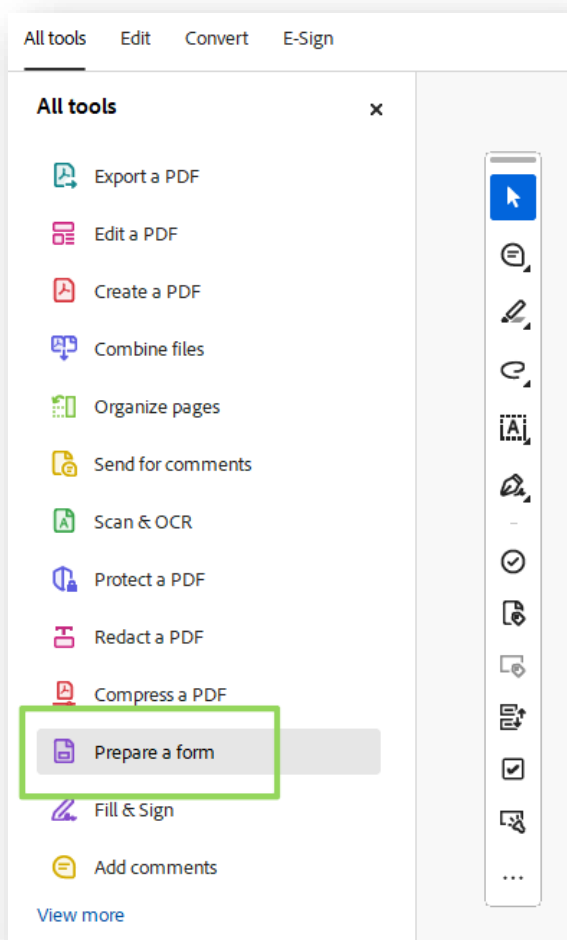 All tools Edit Convert E-Sign
All tools
Export a PDF
Edit a PDF
Create a PDF
Combine files
Organize pages
Send for comments
Scan & OCR
Protect a PDF
Redact a PDF
Compress a PDF
Prepare a form
Fill & Sign
Add comments
View more